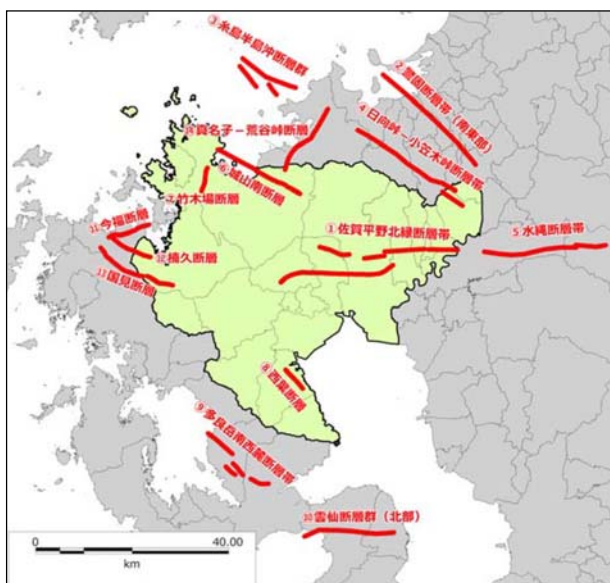 ③糸島半島沖断層群
②警固断層帯（南東部）
④日向峠－小笠木峠断層帯
⑭真名子－荒谷峠断層
⑥城山南断層
⑦竹木場断層
⑪今福断層
①佐賀平野北縁断層帯
⑤水縄断層帯
⑫楠久断層
⑬国見断層
⑧西葉断層
⑨多良岳南西麓断層帯
⑩雲仙断層群（北部）
0 40.00
km